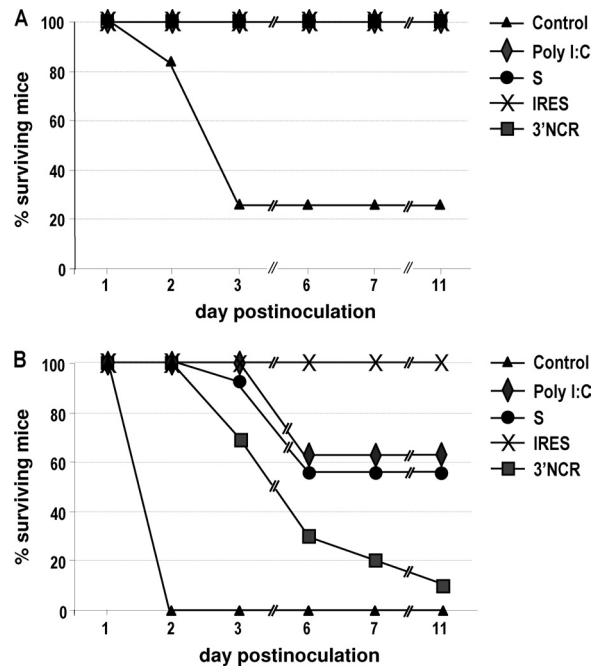 A
100
80
60
40
20
0
% surviving mice
1 2 3 6 7 11
day postinoculation
Control
Poly I:C
S
IRES
3'NCR
B
100
80
60
40
20
0
% surviving mice
1 2 3 6 7 11
day postinoculation
Control
Poly I:C
S
IRES
3'NCR